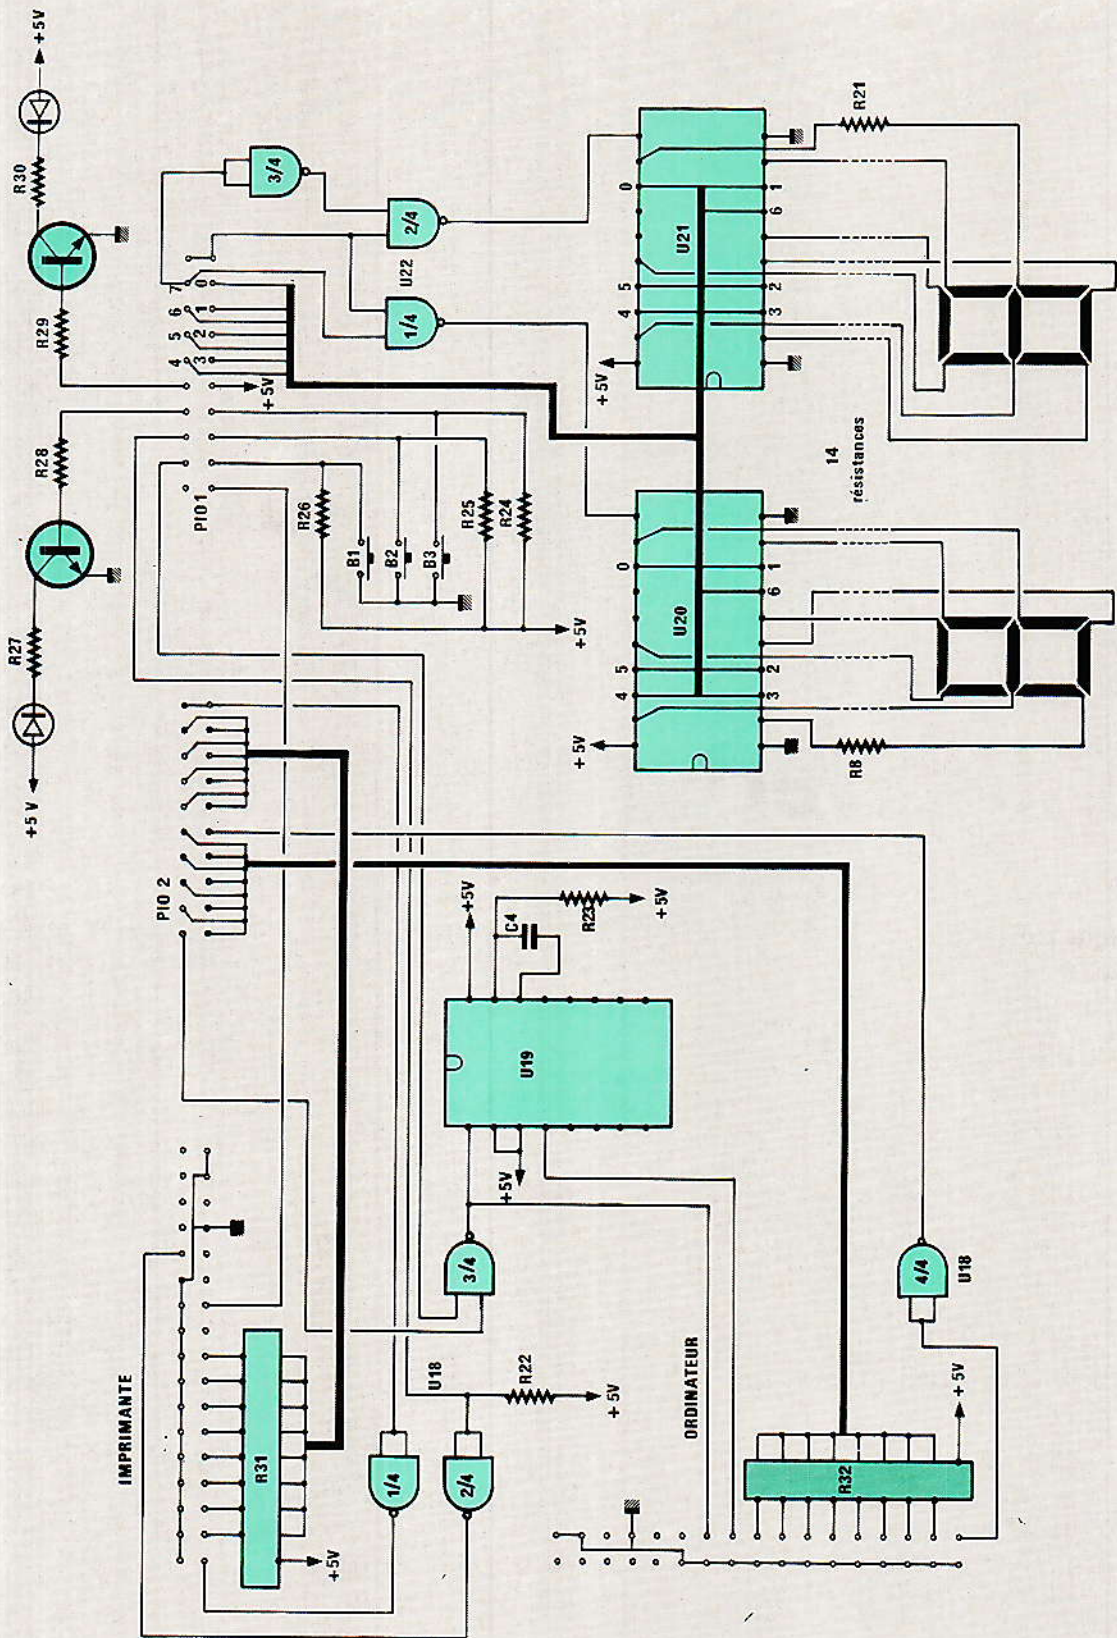 +5V
R30
R29
R28
R27
+5 V
3/4
2/4
U22
1/4
7
0
6
1
5
2
4
3
+5V
PIO1
R26
B1
B2
B3
R25
R24
+5V
PIO 2
R21
0
1
6
U21
5
2
4
3
+5V
14
résistances
0
1
6
U20
5
2
4
3
+5V
R8
+5V
C4
R23
+5V
U19
+5V
3/4
IMPRIMANTE
R31
+5V
U18
1/4
2/4
R22
+5V
4/4
U18
ORDINATEUR
R32
+5V